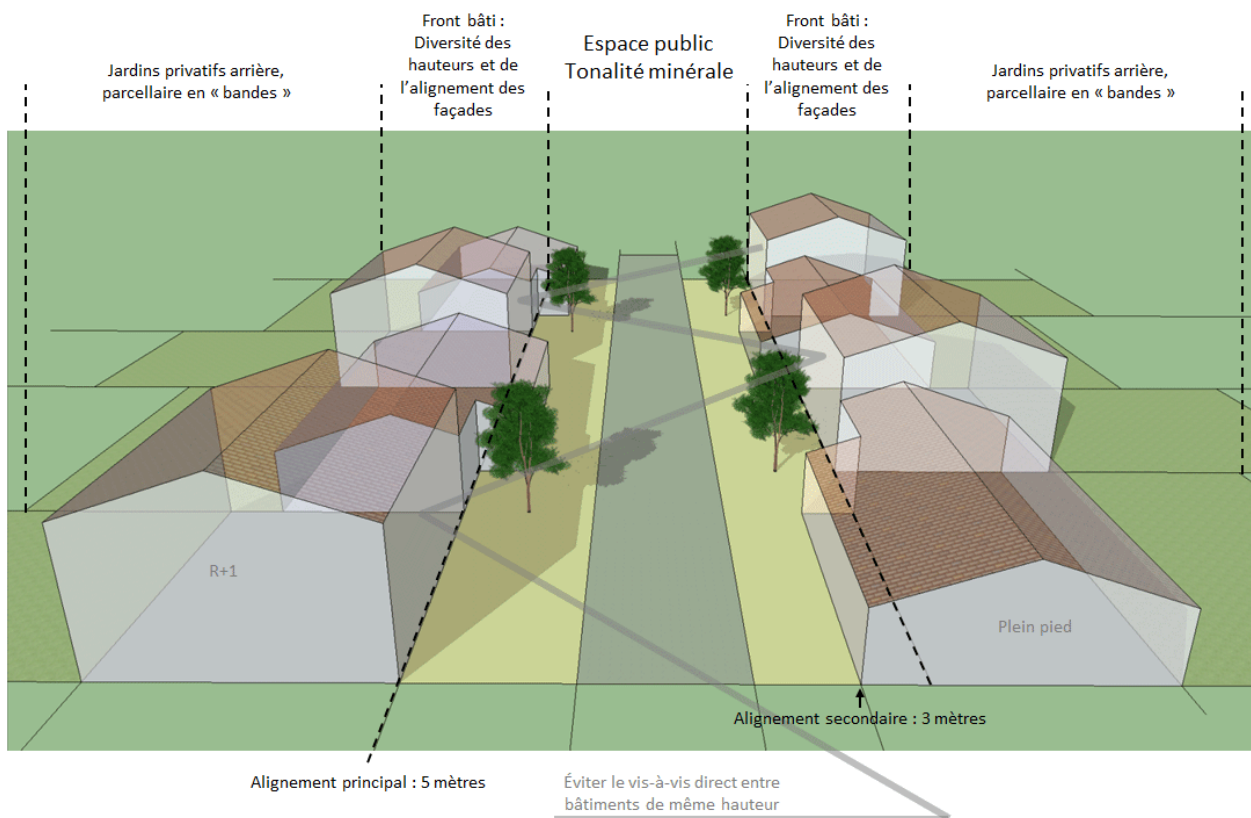 Jardins privatifs arrière,
parcellaire en « bandes »
Front bâti :
Diversité des
hauteurs et de
l’alignement des
façades
Espace public
Tonalité minérale
Front bâti :
Diversité des
hauteurs et de
l’alignement des
façades
Jardins privatifs arrière,
parcellaire en « bandes »
R+1
Plein pied
Alignement secondaire : 3 mètres
Alignement principal : 5 mètres
Éviter le vis-à-vis direct entre
bâtiments de même hauteur